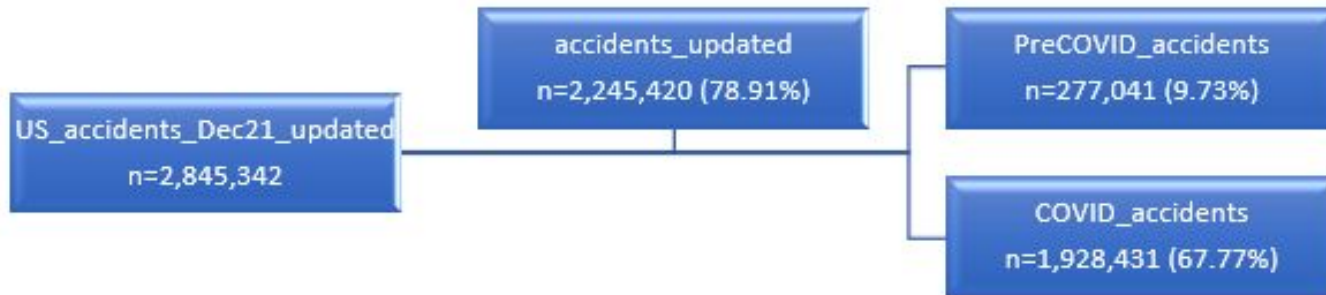 US_accidents_Dec21_updated
n=2,845,342
accidents_updated
n=2,245,420 (78.91%)
PreCOVID_accidents
n=277,041 (9.73%)
COVID_accidents
n=1,928,431 (67.77%)